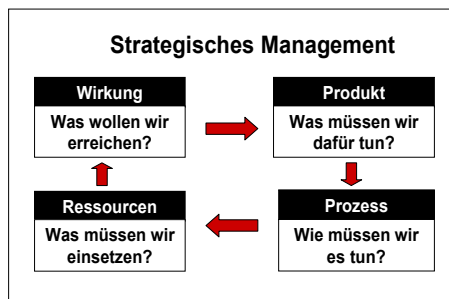 Strategisches Management
Wirkung
Was wollen wir
erreichen?
Produkt
Was müssen wir
dafür tun?
Ressourcen
Was müssen wir
einsetzen?
Prozess
Wie müssen wir
es tun?